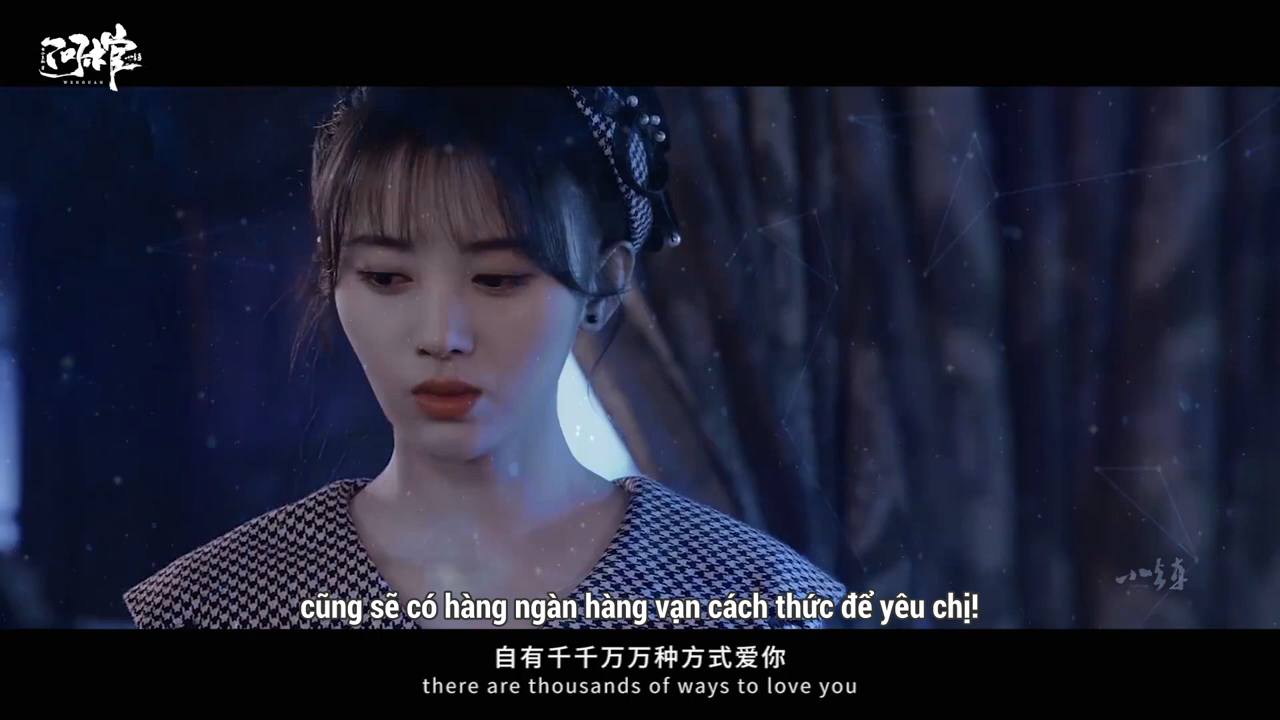 WENGUAN
cũng sẽ có hàng ngàn hàng vạn cách thức để yêu chị!
自有千千万万种方式爱你
there are thousands of ways to love you